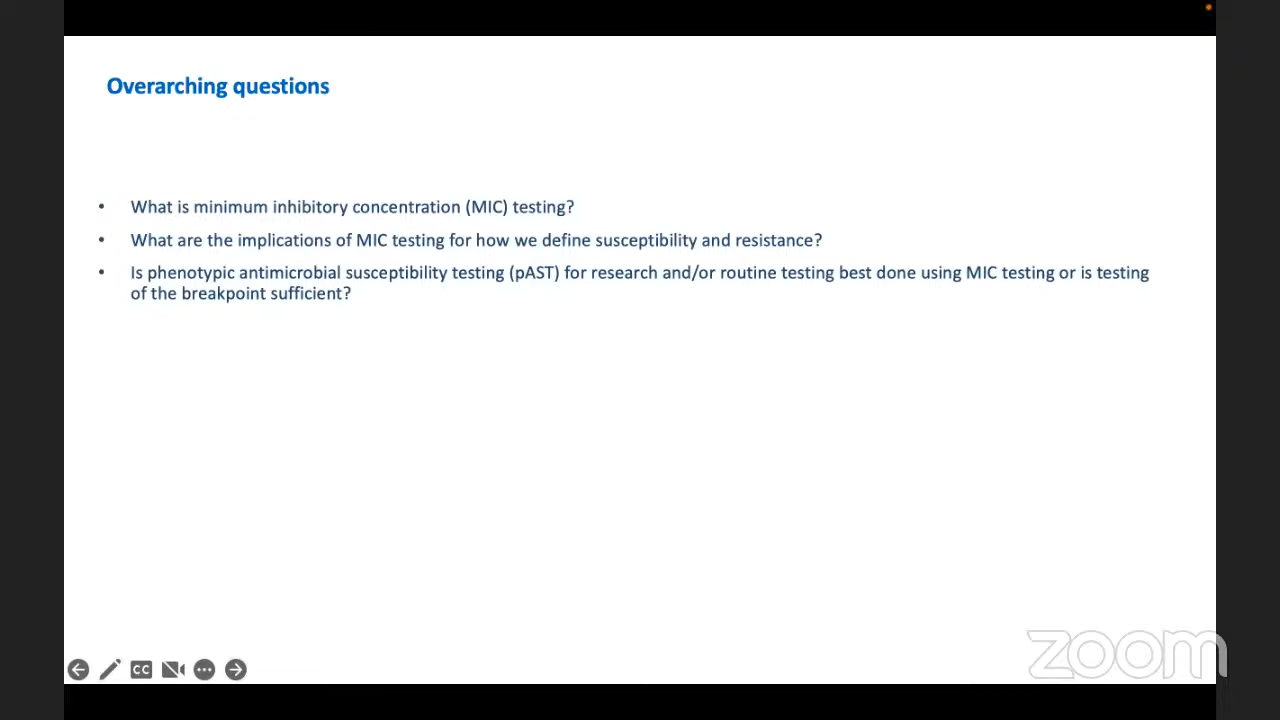 Overarching questions
• What is minimum inhibitory concentration (MIC) testing?
• What are the implications of MIC testing for how we define susceptibility and resistance?
• Is phenotypic antimicrobial susceptibility testing (pAST) for research and/or routine testing best done using MIC testing or is testing
of the breakpoint sufficient?
CC
zoom